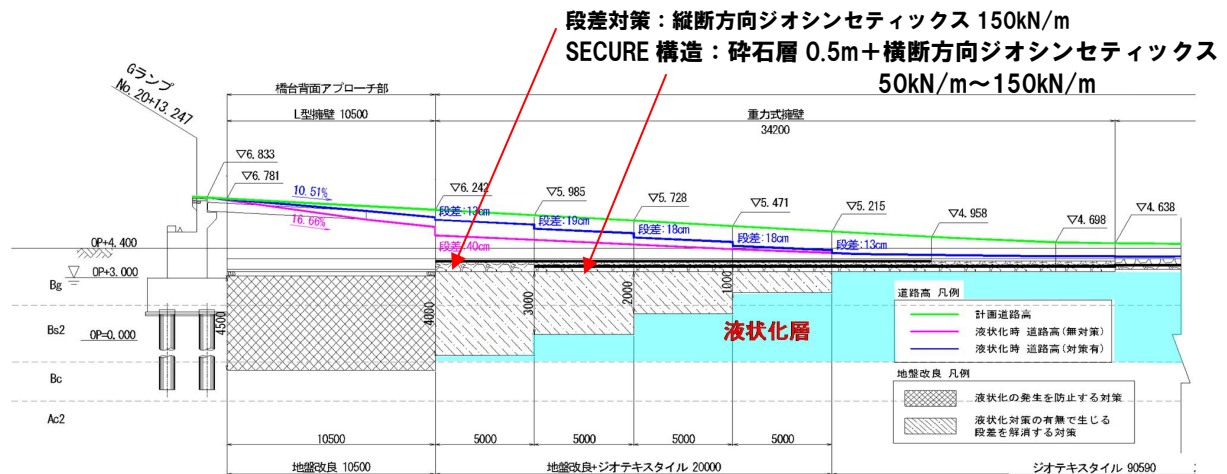 段差対策：縦断方向ジオシンセティックス 150kN/m
SECURE 構造：砕石層 0.5m＋横断方向ジオシンセティックス
50kN/m～150kN/m
Gランプ
No.20+13.247
橋台背面アプローチ部
L型擁壁 10500
重力式擁壁
34200
▽6.833
▽6.781
10.51%
16.66%
▽6.242
▽5.985
▽5.728
▽5.471
▽5.215
▽4.958
▽4.698
▽4.638
段差:13cm
段差:19cm
段差:18cm
段差:18cm
段差:13cm
段差:40cm
OP+4.400
OP+3.000
Bg
Bs2
OP=0.000
Bc
Ac2
4500
4000
3000
2000
1000
液状化層
道路高 凡例
計画道路高
液状化時 道路高(無対策)
液状化時 道路高(対策有)
地盤改良 凡例
液状化の発生を防止する対策
液状化対策の有無で生じる
段差を解消する対策
10500
5000
5000
5000
5000
地盤改良 10500
地盤改良+ジオテキスタイル 20000
ジオテキスタイル 90590